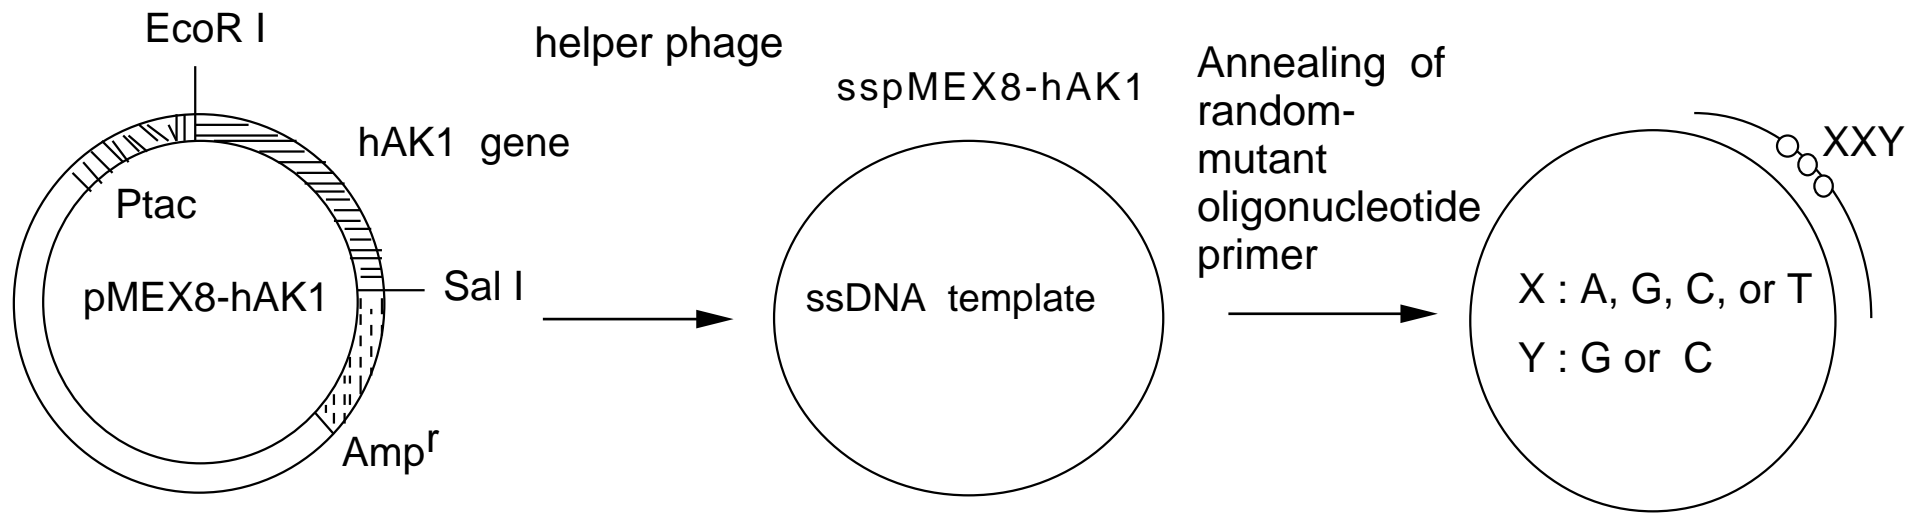 EcoR I
hAK1 gene
Ptac
pMEX8-hAK1
Sal I
Ampr
helper phage
sspMEX8-hAK1
ssDNA template
Annealing of
random-
mutant
oligonucleotide
primer
XXY
X : A, G, C, or T
Y : G or C